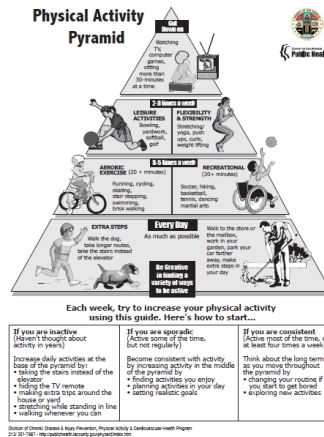 Physical Activity
Pyramid
Cut
Down on
Watching
TV,
computer
games,
sitting
more than
30-minutes
at a time
2-3 times a week
LEISURE
ACTIVITIES
Bowling,
yardwork,
softball,
golf
FLEXIBILITY
& STRENGTH
Stretching/
yoga, push
ups, curls,
weight lifting
3-5 times a week
AEROBIC
EXERCISE (20 + minutes)
Running, cycling,
skating,
stair stepping,
swimming,
brisk walking
RECREATIONAL
(30+ minutes)
Soccer, hiking,
basketball,
tennis, dancing
martial arts
Every Day
As much as possible
EXTRA STEPS
Walk the dog,
take longer routes,
take the stairs instead
of the elevator
Walk to the store or
the mailbox,
work in your
garden, park your
car farther
away, make
extra steps in
your day
Be Creative
in finding a
variety of ways
to be active
Public Heal
Each week, try to increase your physical activity
using this guide. Here's how to start...
If you are inactive
(Haven't thought about
activity in years)
Increase daily activities at the
base of the pyramid by:
• taking the stairs instead of the
elevator
• hiding the TV remote
• making extra trips around the
house or yard
• stretching while standing in line
• walking whenever you can
If you are sporadic
(Active some of the time,
but not regularly)
Become consistent with activity
by increasing activity in the middle
of the pyramid by
• finding activities you enjoy
• planning activities in your day
• setting realistic goals
If you are consistent
(Active most of the time, o
at least four times a week
Think about the long term
as you move throughout
the pyramid by
• changing your routine if
you start to get bored
• exploring new activities
Division of Chronic Disease & Injury Prevention, Physical Activity & Cardiovascular Health Program